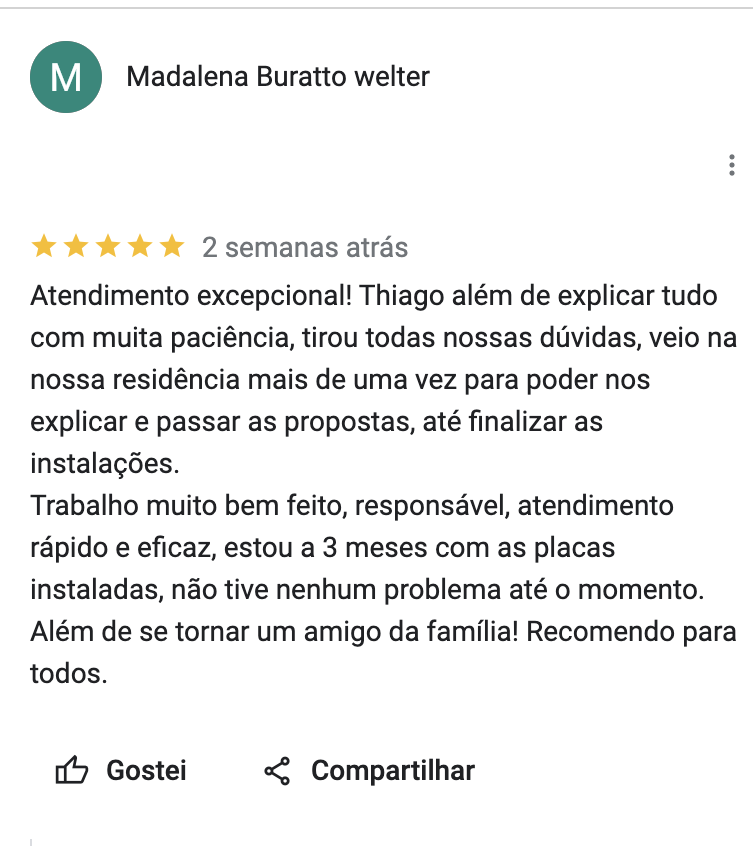 M
Madalena Buratto welter
2 semanas atrás
Atendimento excepcional! Thiago além de explicar tudo
com muita paciência, tirou todas nossas dúvidas, veio na
nossa residência mais de uma vez para poder nos
explicar e passar as propostas, até finalizar as
instalações.
Trabalho muito bem feito, responsável, atendimento
rápido e eficaz, estou a 3 meses com as placas
instaladas, não tive nenhum problema até o momento.
Além de se tornar um amigo da família! Recomendo para
todos.
Gostei
Compartilhar